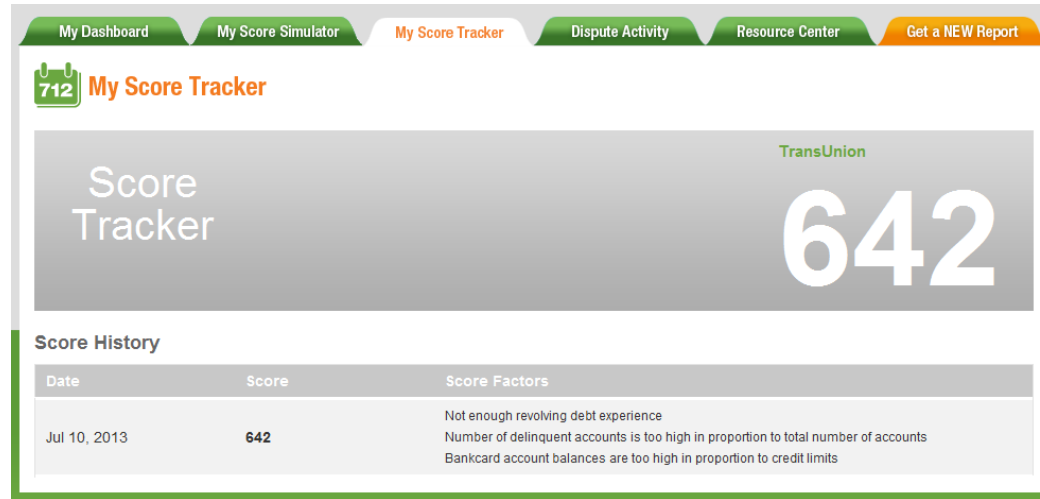 My Dashboard My Score Simulator My Score Tracker Dispute Activity Resource Center Get a NEW Report
712 My Score Tracker
TransUnion
Score
Tracker
642
Score History
Date Score Score Factors
Not enough revolving debt experience
Jul 10, 2013 642 Number of delinquent accounts is too high in proportion to total number of accounts
Bankcard account balances are too high in proportion to credit limits